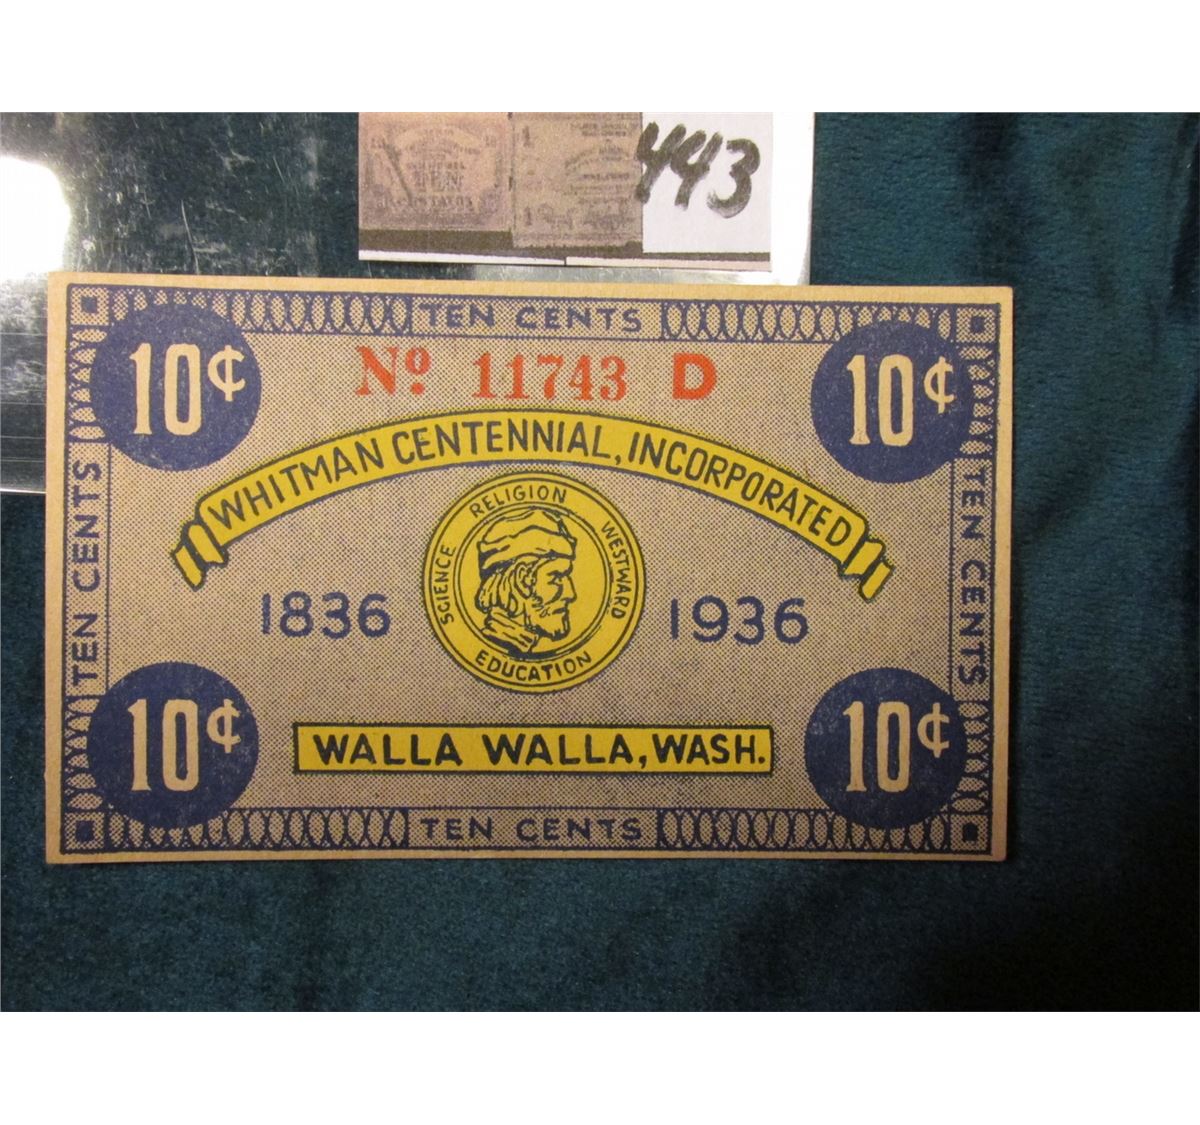 443
TEN CENTS
10¢
10¢
Nº 11743 D
WHITMAN CENTENNIAL, INCORPORATED
TEN CENTS
TEN CENTS
SCIENCE RELIGION WESTWARD
EDUCATION
1836
1936
10¢
10¢
WALLA WALLA, WASH.
TEN CENTS